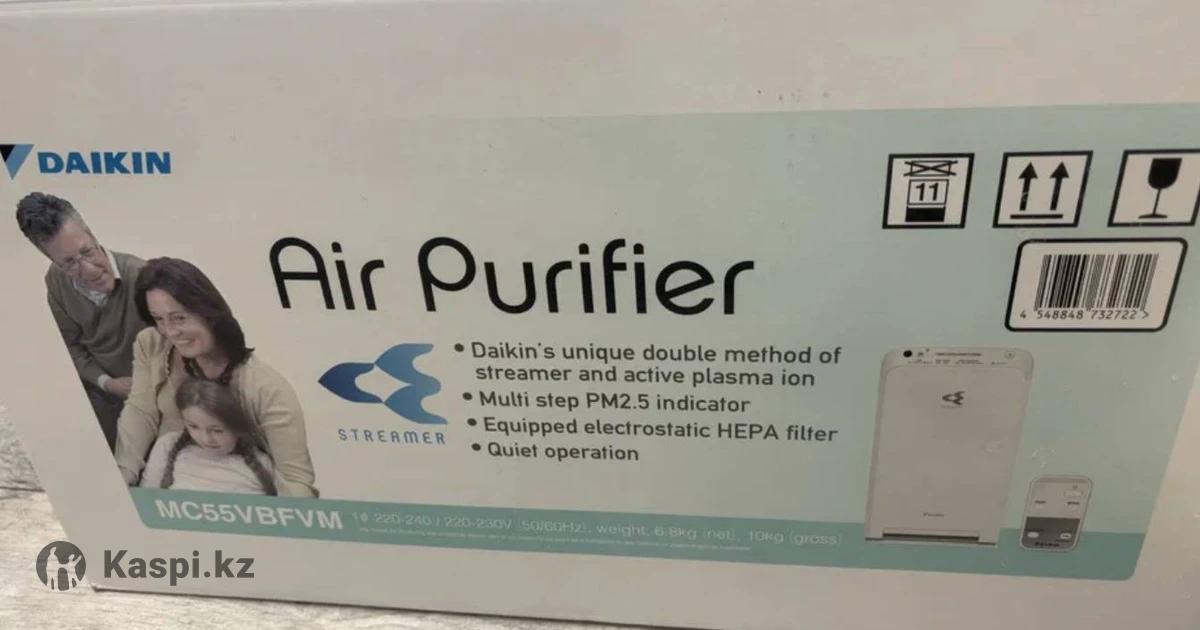 DAIKIN
11
Air Purifier
4 548848 732722 >
STREAMER
• Daikin's unique double method of
streamer and active plasma ion
• Multi step PM2.5 indicator
• Equipped electrostatic HEPA filter
• Quiet operation
MC55VBFVM 1ϕ 220-240 / 220-230V (50/60Hz), weight: 6.8kg (net), 10kg (gross)
Kaspi.kz